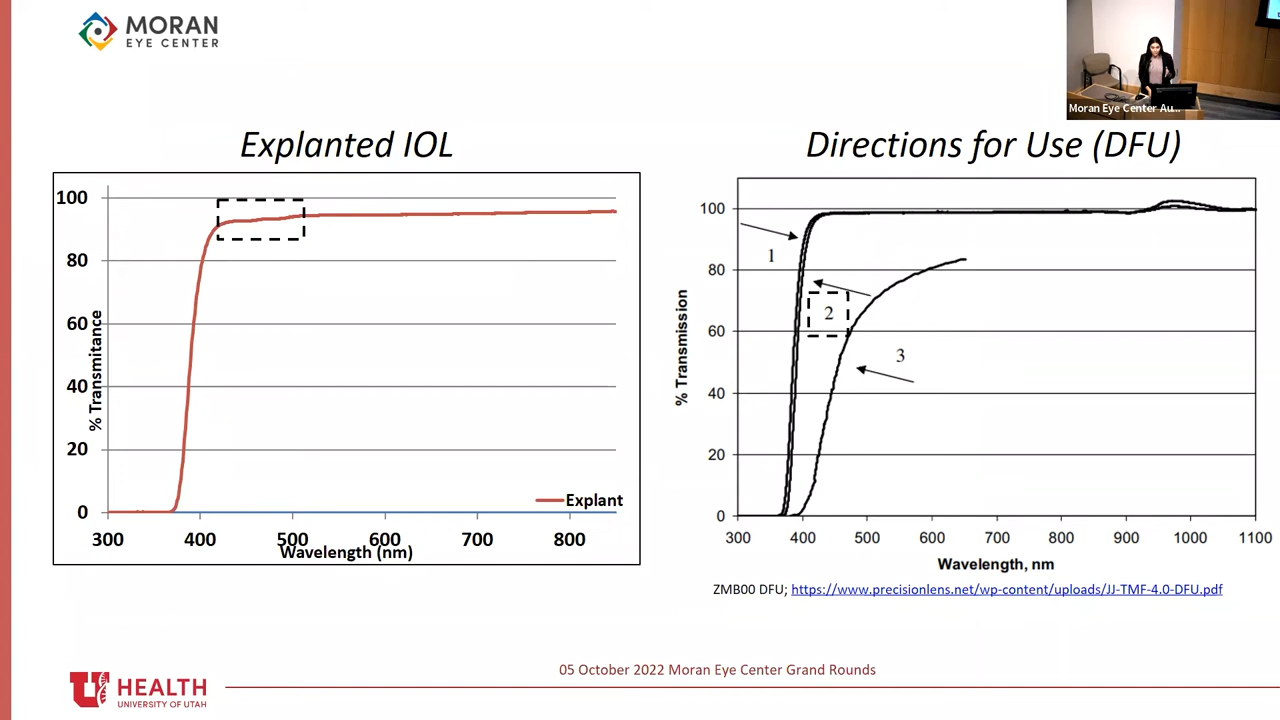 MORAN
EYE CENTER
Moran Eye Center Au...
Explanted IOL
Directions for Use (DFU)
100
80
60
40
20
0
% Transmitance
300
400
500
600
700
800
Wavelength (nm)
Explant
100
80
60
40
20
0
% Transmission
1
2
3
300
400
500
600
700
800
900
1000
1100
Wavelength, nm
ZMB00 DFU; https://www.precisionlens.net/wp-content/uploads/JJ-TMF-4.0-DFU.pdf
05 October 2022 Moran Eye Center Grand Rounds
U
HEALTH
UNIVERSITY OF UTAH